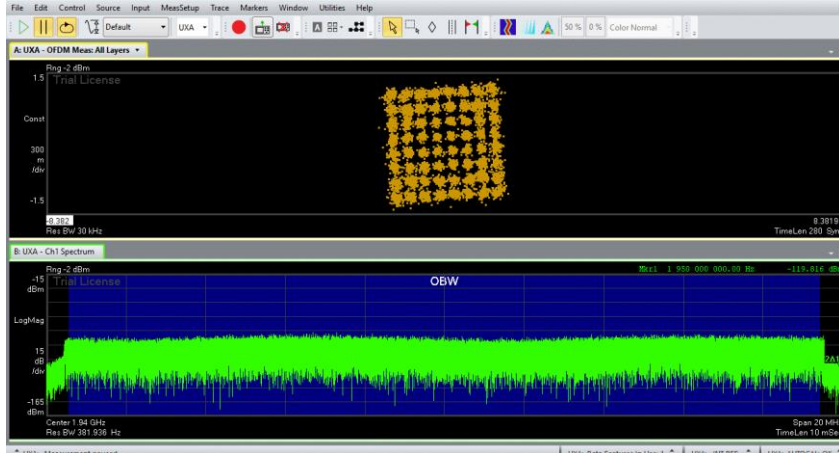 File Edit Control Source Input MeasSetup Trace Markers Window Utilities Help
Default UXA A 50 % 0 % Color Normal
A: UXA - OFDM Meas: All Layers
Rng -2 dBm
1.5 Trial License
Const
300
m
/div
-1.5
-8.382 8.3819
Res BW 30 kHz TimeLen 280 Sym
B: UXA - Ch1 Spectrum
Rng -2 dBm Mkr1 1 950 000 000.00 Hz -119.816 dBm
-15 Trial License OBW
dBm
LogMag
15
dB
/div
-165
dBm
Center 1.94 GHz Span 20 MH
Res BW 381.936 Hz TimeLen 10 mSec